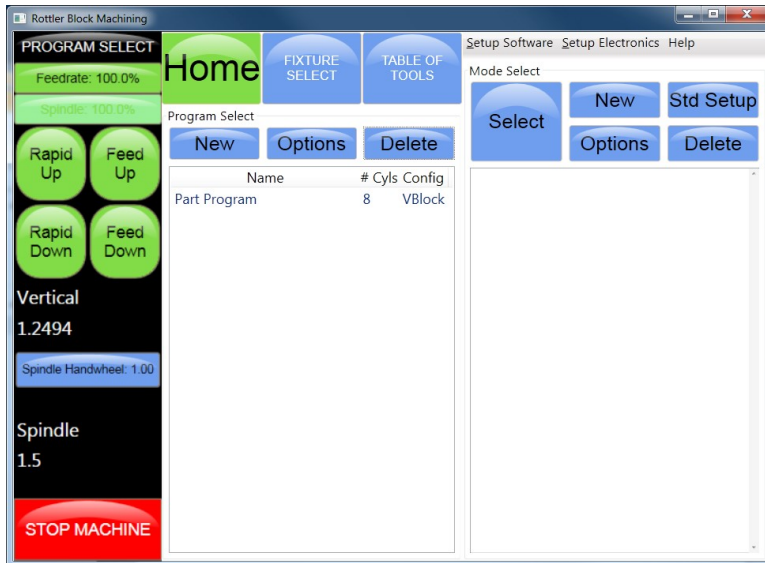 Rottler Block Machining
PROGRAM SELECT
Feedrate: 100.0%
Spindle: 100.0%
Rapid Up
Feed Up
Rapid Down
Feed Down
Vertical
1.2494
Spindle Handwheel: 1.00
Spindle
1.5
STOP MACHINE
Home
FIXTURE SELECT
TABLE OF TOOLS
Program Select
New Options Delete
Name # Cyls Config
Part Program 8 VBlock
Setup Software Setup Electronics Help
Mode Select
Select
New Std Setup
Options Delete